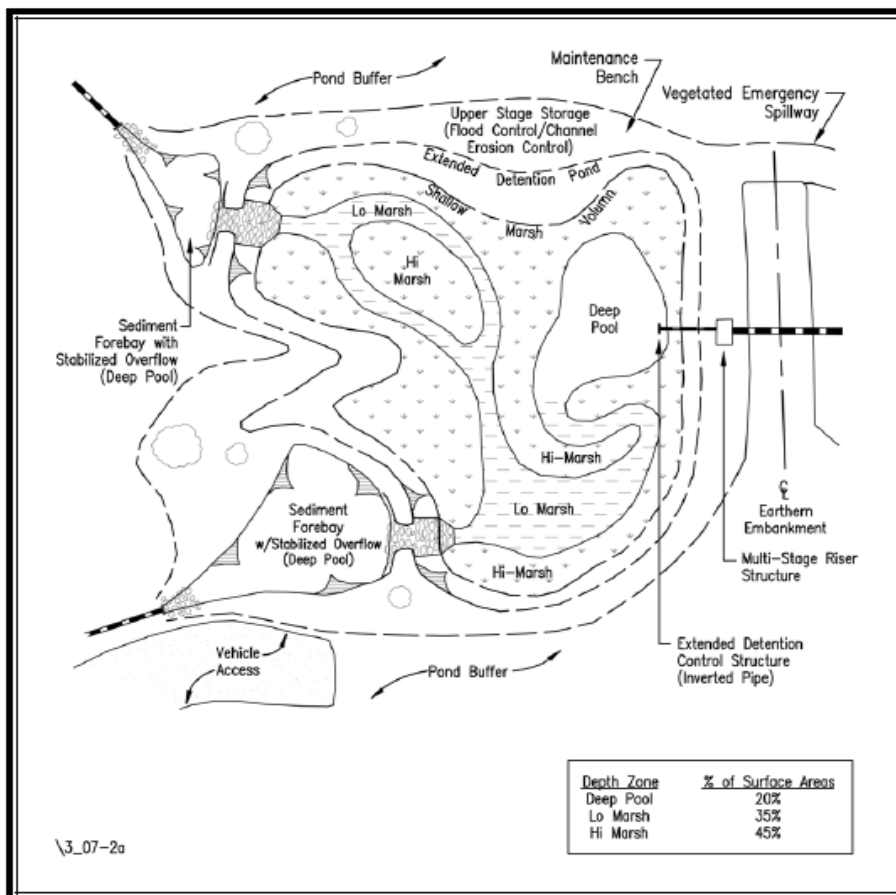 Pond Buffer
Maintenance
Bench
Vegetated Emergency
Spillway
Upper Stage Storage
(Flood Control/Channel
Erosion Control)
Extended Detention Pond
Shallow Marsh Volumn
Lo Marsh
Hi
Marsh
Deep
Pool
Sediment
Forebay with
Stabilized Overflow
(Deep Pool)
Hi-Marsh
Sediment
Forebay
w/Stabilized Overflow
(Deep Pool)
Lo Marsh
Hi-Marsh
℄
Earthern
Embankment
Multi-Stage Riser
Structure
Extended Detention
Control Structure
(Inverted Pipe)
Vehicle
Access
Pond Buffer
Depth Zone % of Surface Areas
Deep Pool 20%
Lo Marsh 35%
Hi Marsh 45%
\3_07-2a